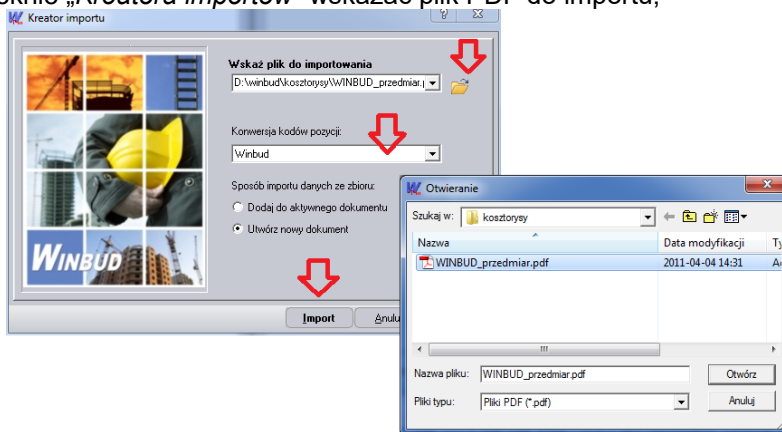 „Kreatora importów" wskazać plik PDF do importu,
Kreator importu
Wskaż plik do importowania
D:\winbud\kosztorysy\WINBUD_przedmiar.
Konwersja kodów pozycji:
Winbud
Sposób importu danych ze zbioru:
Dodaj do aktywnego dokumentu
Utwórz nowy dokument
WINBUD
Import Anulu
Otwieranie
Szukaj w: kosztorysy
Nazwa Data modyfikacji Ty
WINBUD_przedmiar.pdf 2011-04-04 14:31
Nazwa pliku: WINBUD_przedmiar.pdf Otwórz
Pliki typu: Pliki PDF (*.pdf) Anuluj